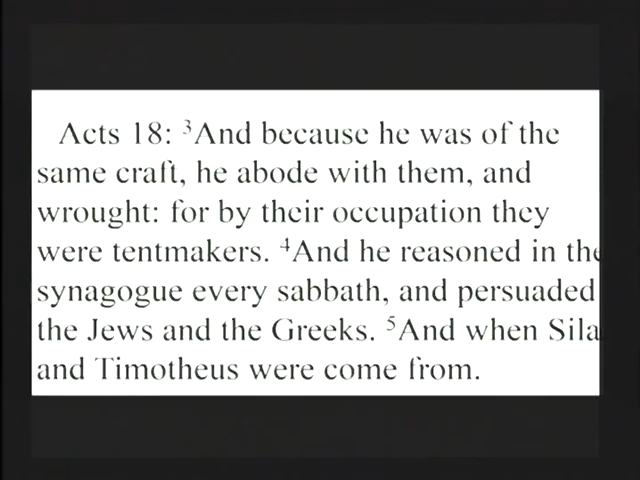 Acts 18: ³And because he was of the
same craft, he abode with them, and
wrought: for by their occupation they
were tentmakers. ⁴And he reasoned in the
synagogue every sabbath, and persuaded
the Jews and the Greeks. ⁵And when Sila
and Timotheus were come from.